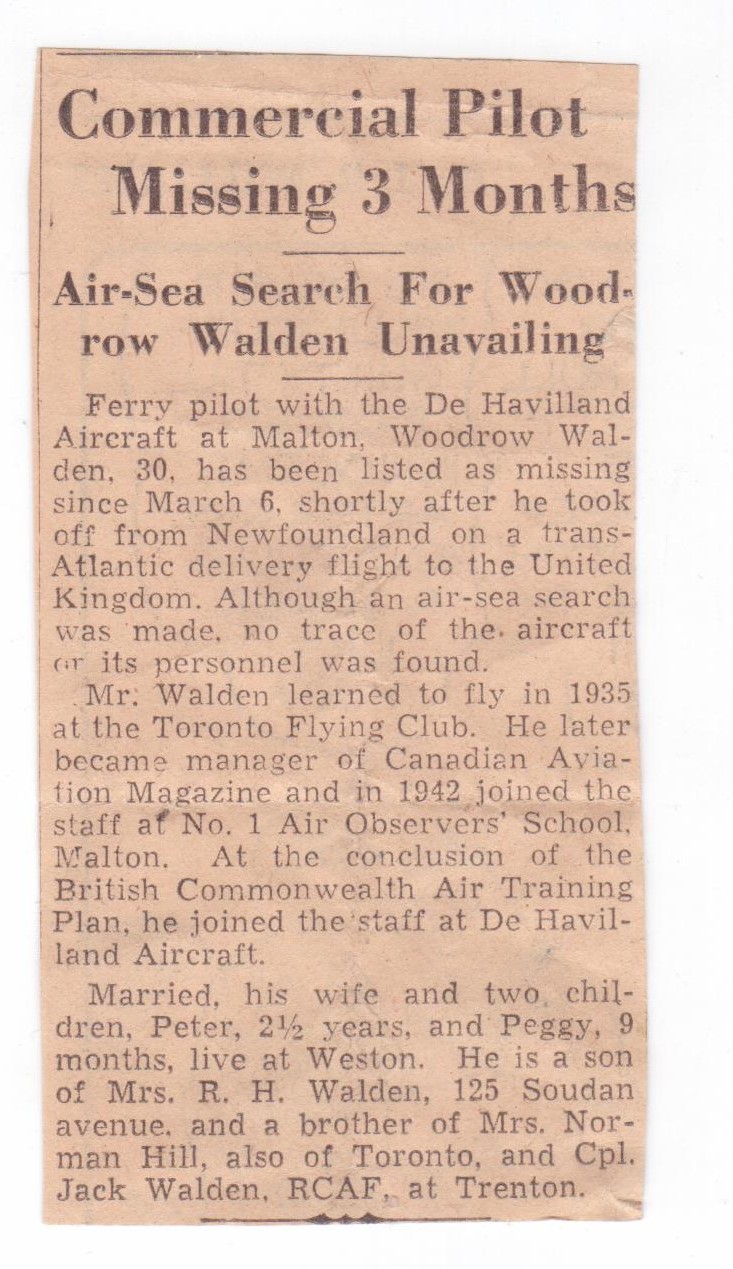 Commercial Pilot
Missing 3 Months
Air-Sea Search For Wood-
row Walden Unavailing
Ferry pilot with the De Havilland
Aircraft at Malton, Woodrow Wal-
den, 30, has been listed as missing
since March 6, shortly after he took
off from Newfoundland on a trans-
Atlantic delivery flight to the United
Kingdom. Although an air-sea search
was made, no trace of the aircraft
or its personnel was found.
Mr. Walden learned to fly in 1935
at the Toronto Flying Club. He later
became manager of Canadian Avia-
tion Magazine and in 1942 joined the
staff at No. 1 Air Observers' School,
Malton. At the conclusion of the
British Commonwealth Air Training
Plan, he joined the staff at De Havil-
land Aircraft.
Married, his wife and two chil-
dren, Peter, 2½ years, and Peggy, 9
months, live at Weston. He is a son
of Mrs. R. H. Walden, 125 Soudan
avenue, and a brother of Mrs. Nor-
man Hill, also of Toronto, and Cpl.
Jack Walden, RCAF, at Trenton.